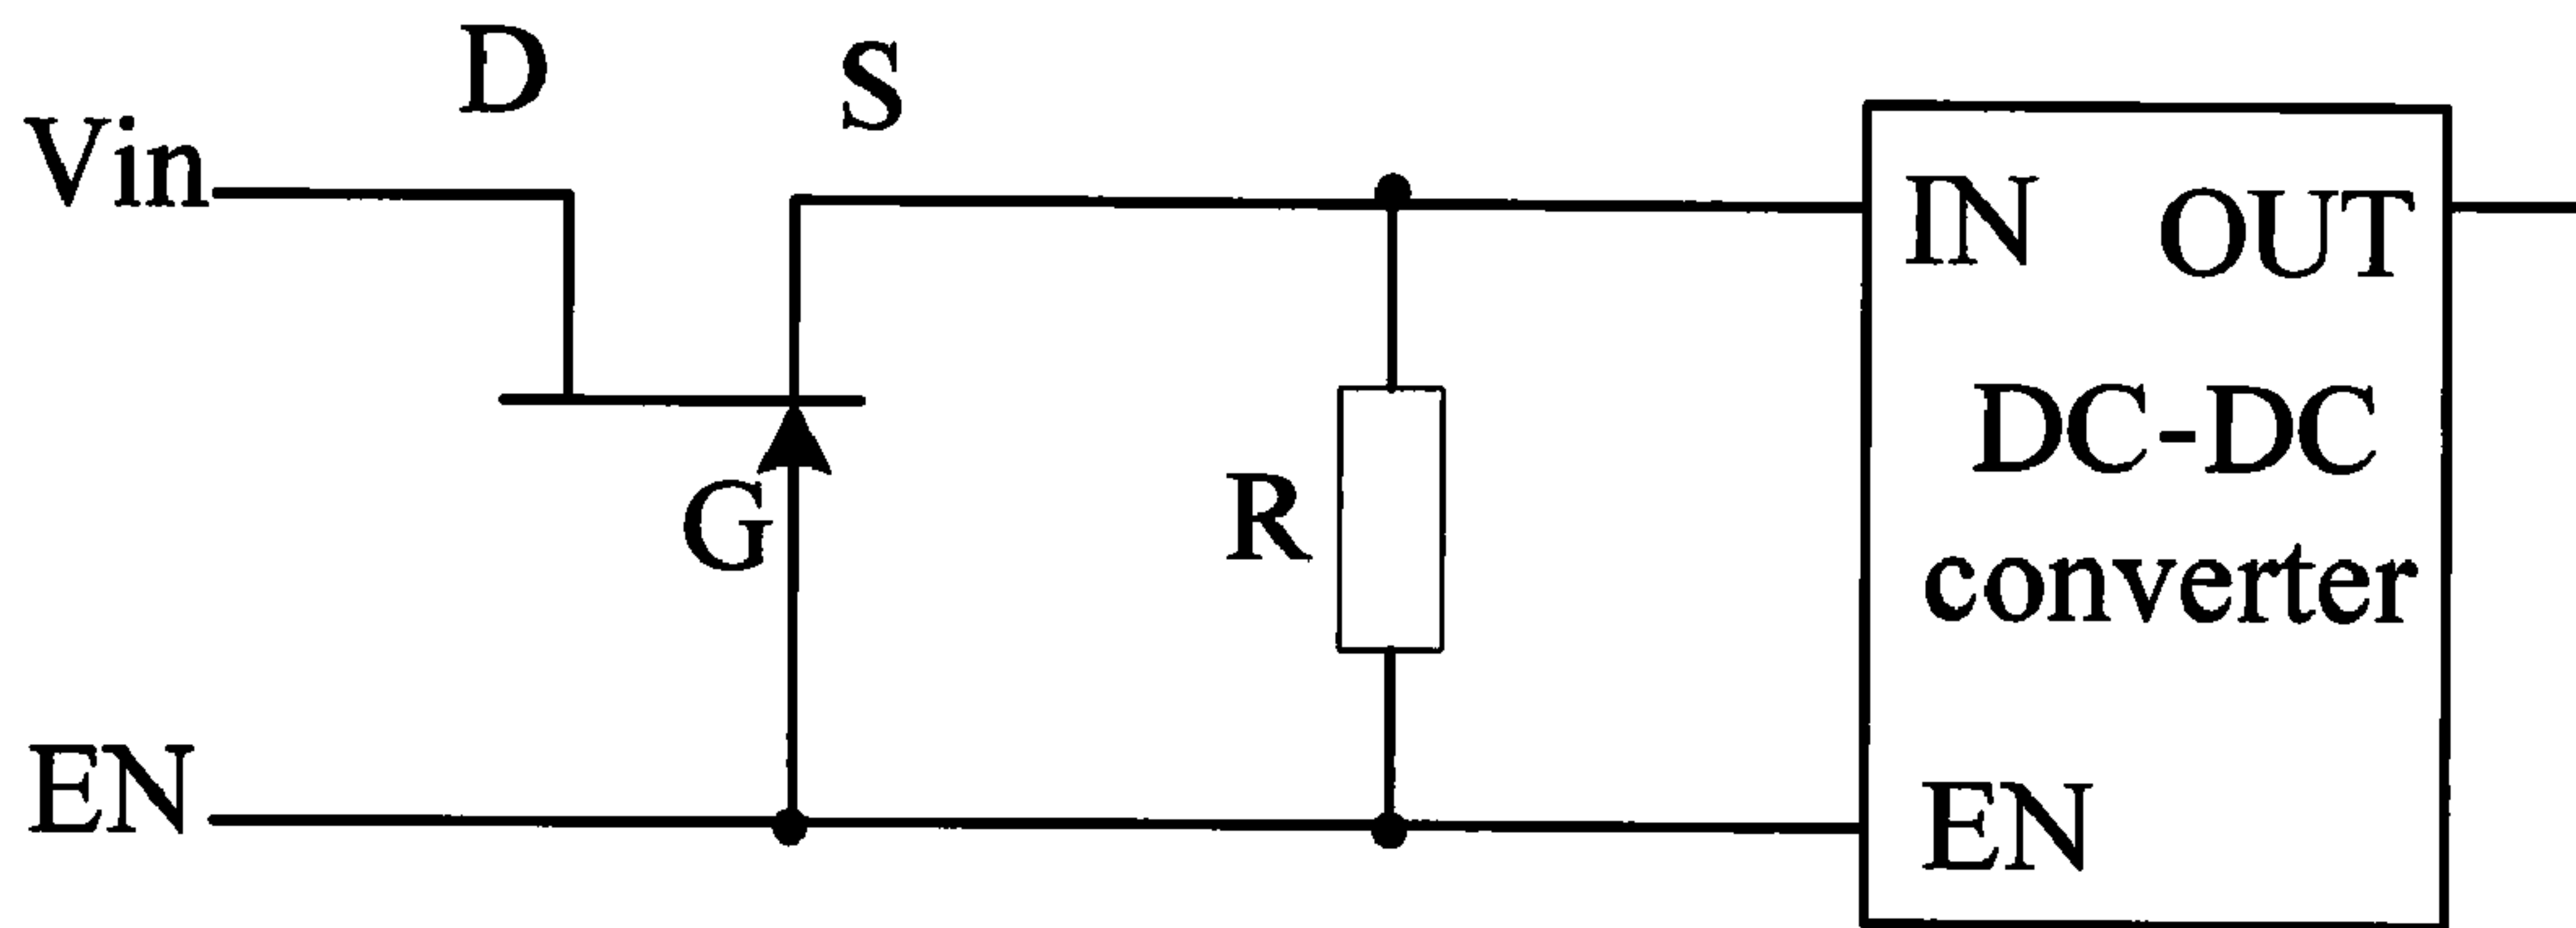 D
S
Vin
IN OUT
DC-DC
converter
G
R
EN
EN